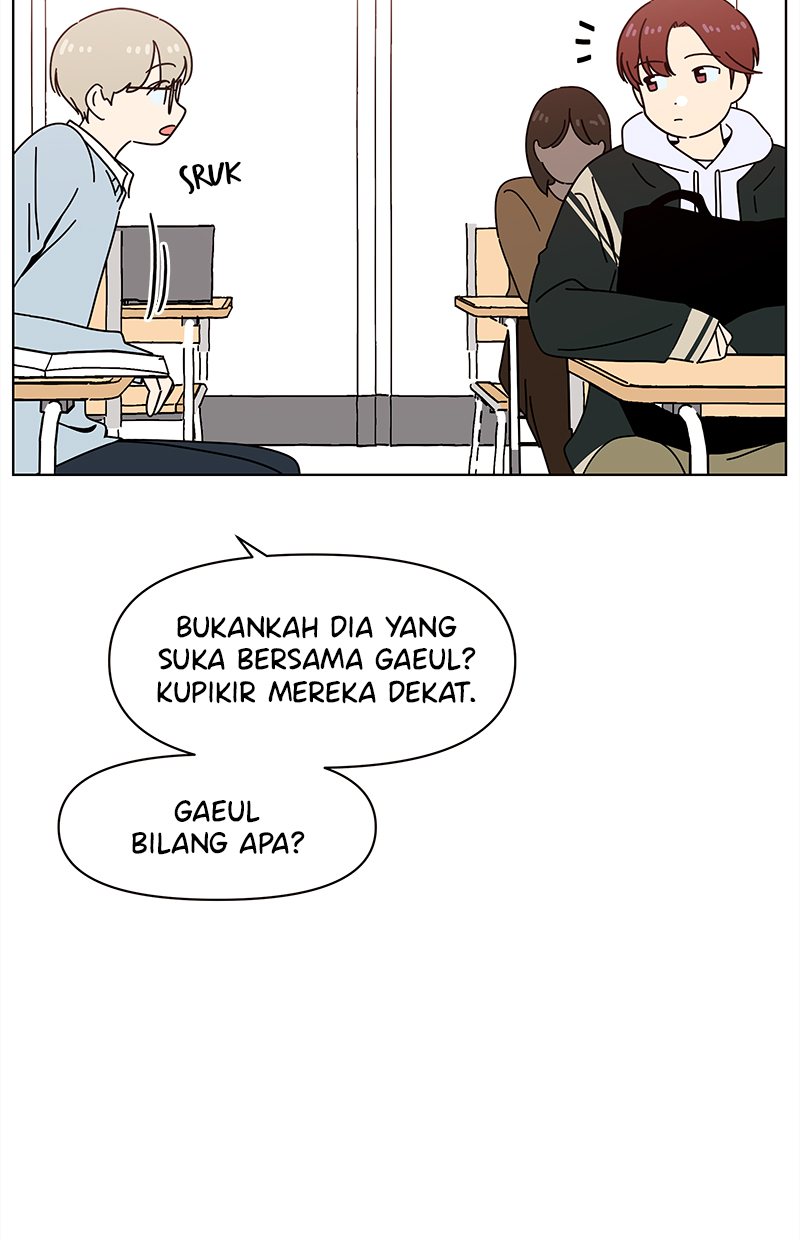 SRUK
BUKANKAH DIA YANG
SUKA BERSAMA GAEUL?
KUPIKIR MEREKA DEKAT.
GAEUL
BILANG APA?